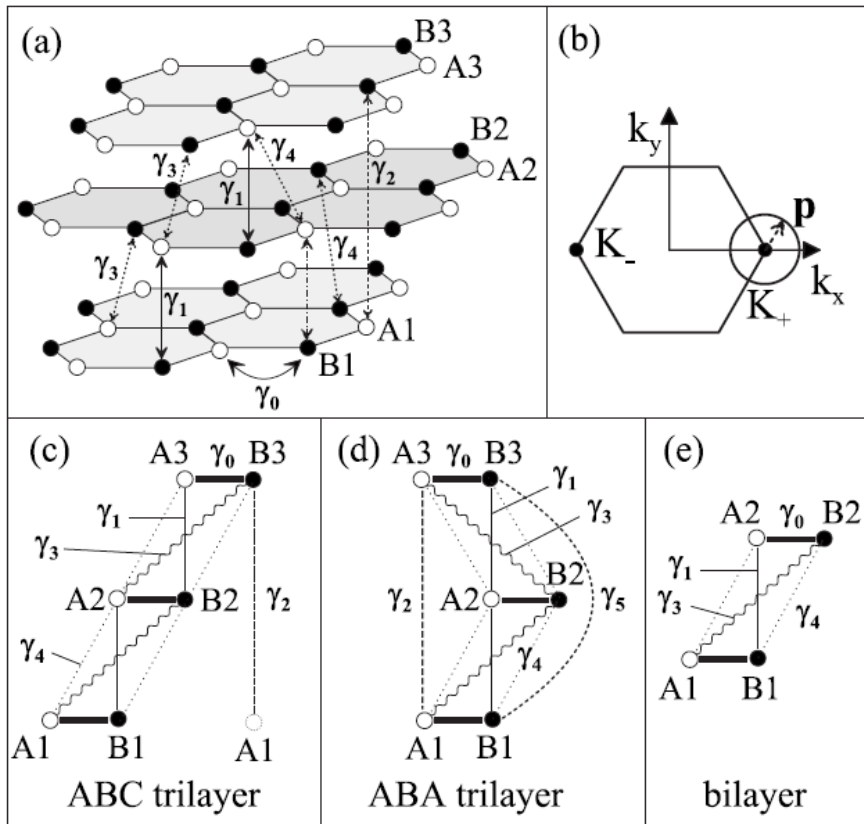 (a)
B3
A3
B2
A2
γ3
γ4
γ1
γ2
γ3
γ4
γ1
A1
B1
γ0
(b)
ky
p
K-
K+
kx
(c)
A3
γ0
B3
γ1
γ3
A2
B2
γ2
γ4
A1
B1
A1
ABC trilayer
(d)
A3
γ0
B3
γ1
γ3
B2
γ2
A2
γ5
γ4
A1
B1
ABA trilayer
(e)
A2
γ0
B2
γ1
γ3
γ4
A1
B1
bilayer